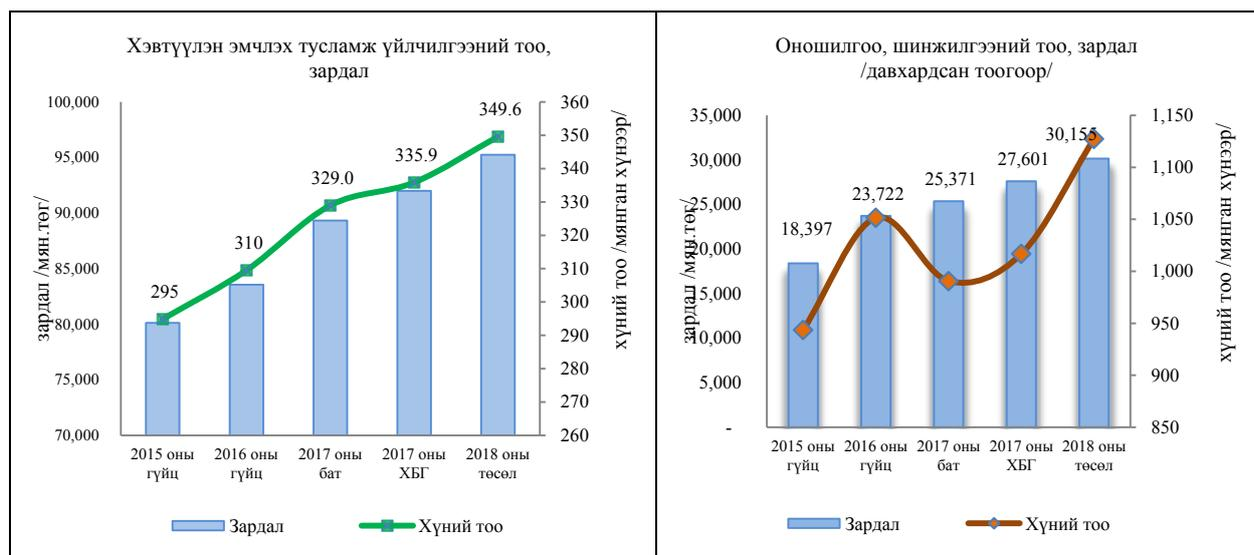 Хэвтүүлэн эмчлэх тусламж үйлчилгээний тоо,
зардал
зардал /мян.төг/
100,000
95,000
90,000
85,000
80,000
75,000
70,000
295
310
329.0
335.9
349.6
360
350
340
330
320
310
300
290
280
270
260
хүний тоо /мянган хүнээр/
2015 оны
гүйц
2016 оны
гүйц
2017 оны
бат
2017 оны
ХБГ
2018 оны
төсөл
Зардал
Хүний тоо
Оношилгоо, шинжилгээний тоо, зардал
/давхардсан тоогоор/
зардал /мян.төг/
35,000
30,000
25,000
20,000
15,000
10,000
5,000
-
18,397
23,722
25,371
27,601
30,155
1,150
1,100
1,050
1,000
950
900
850
хүний тоо /мянган хүнээр/
2015 оны
гүйц
2016 оны
гүйц
2017 оны
бат
2017 оны
ХБГ
2018 оны
төсөл
Зардал
Хүний тоо